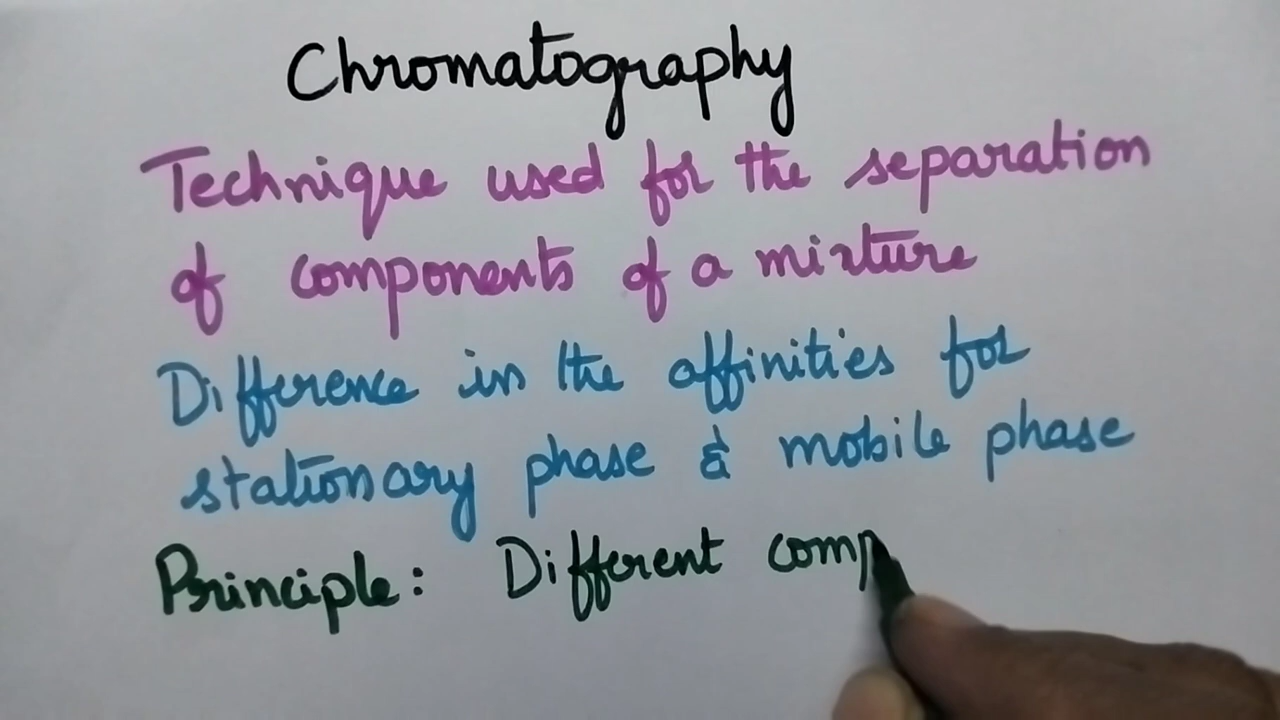 Chromatography
Technique used for the separation
of components of a mixture
Difference in the affinities for
stationary phase & mobile phase
Principle: Different comp